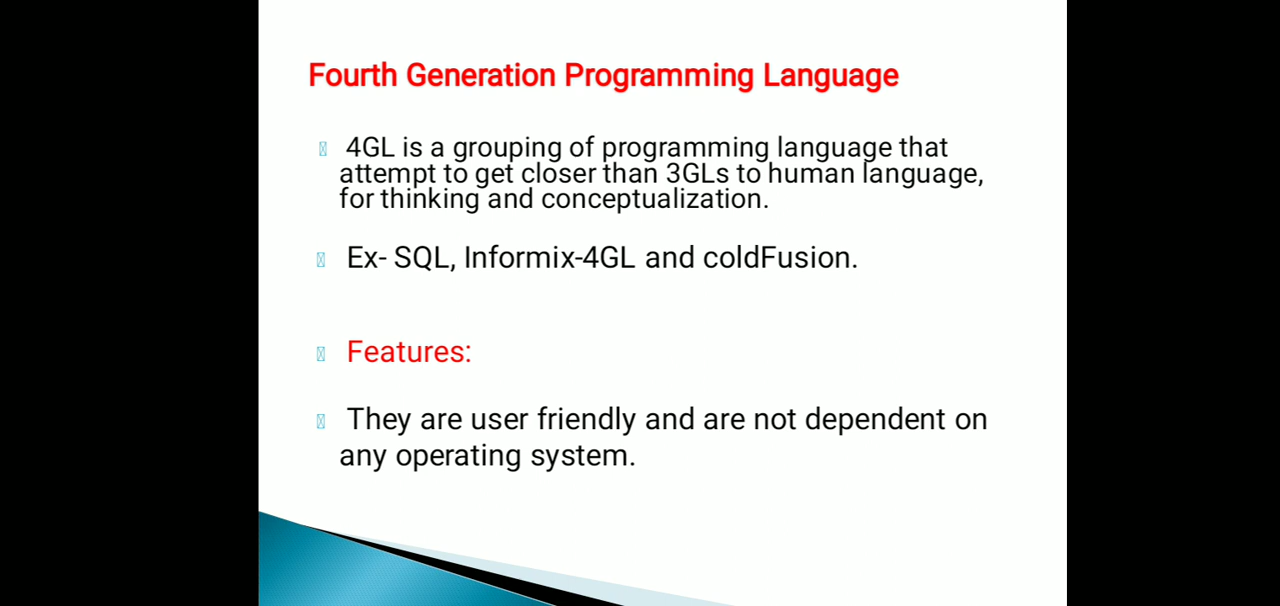 Fourth Generation Programming Language
4GL is a grouping of programming language that
attempt to get closer than 3GLs to human language,
for thinking and conceptualization.
Ex- SQL, Informix-4GL and coldFusion.
Features:
They are user friendly and are not dependent on
any operating system.